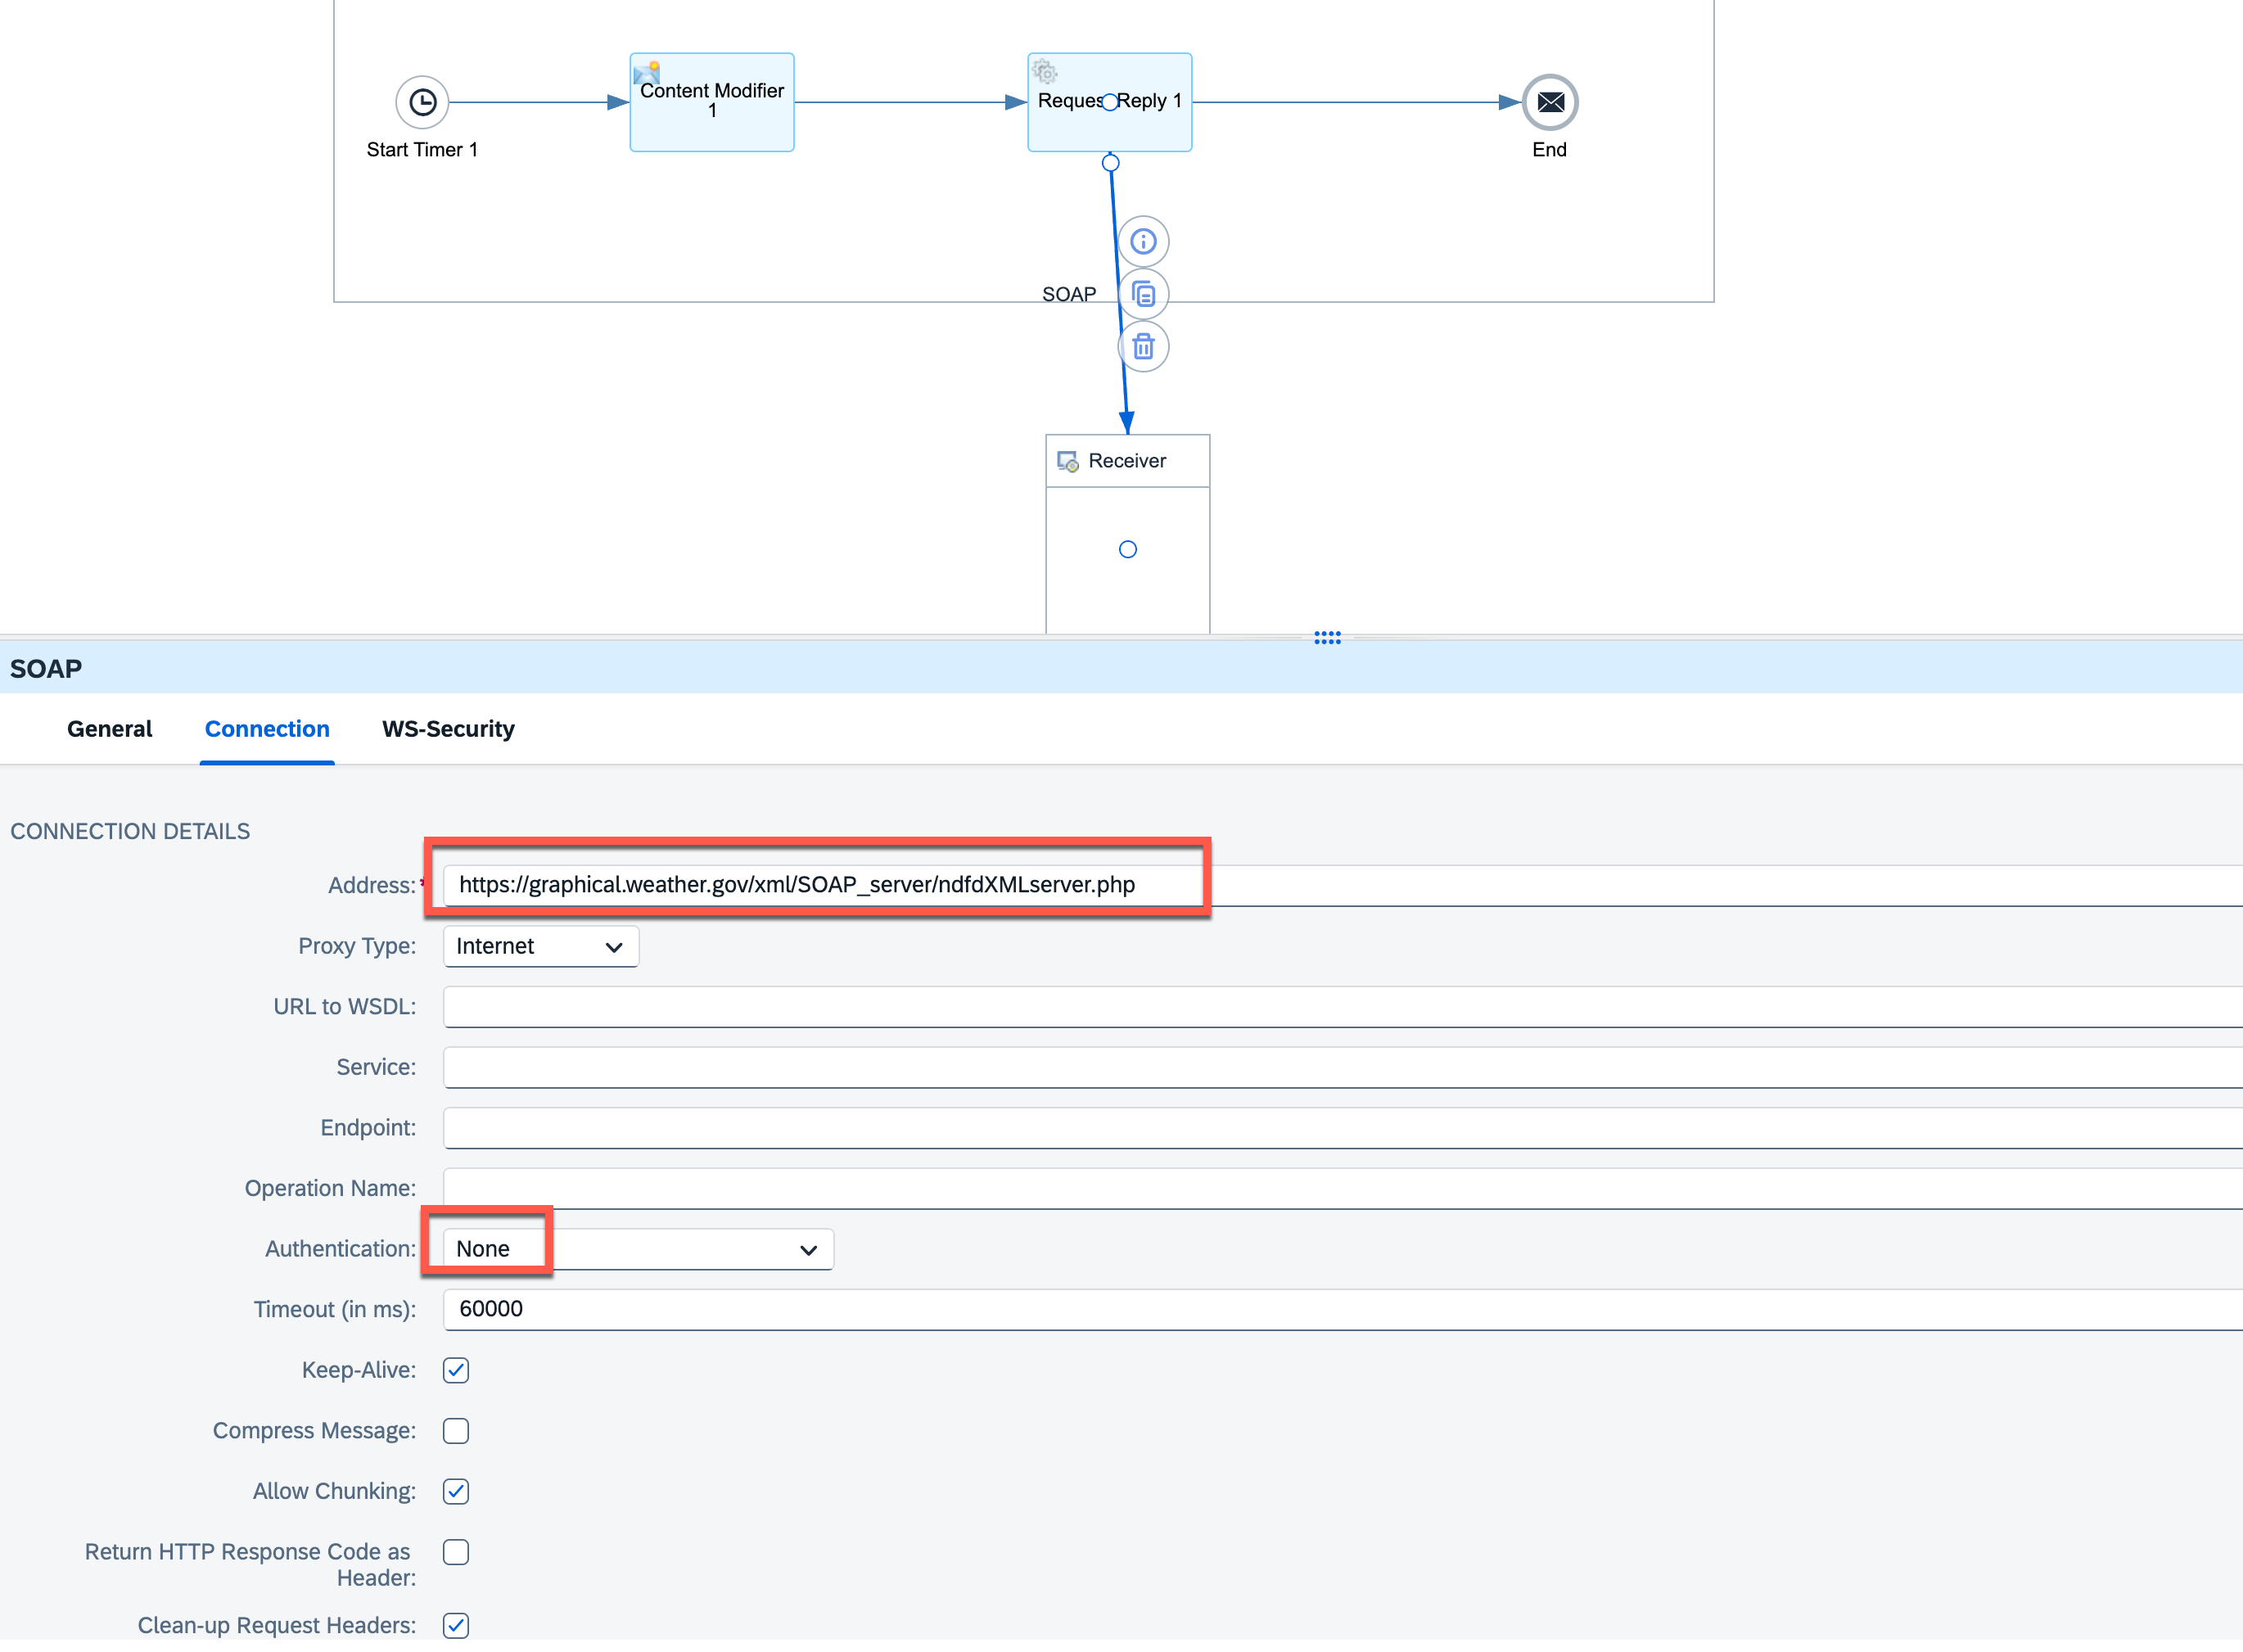 Content Modifier
1
Reques Reply 1
Start Timer 1
End
SOAP
Receiver
SOAP
General Connection WS-Security
CONNECTION DETAILS
Address:* https://graphical.weather.gov/xml/SOAP_server/ndfdXMLserver.php
Proxy Type: Internet
URL to WSDL:
Service:
Endpoint:
Operation Name:
Authentication: None
Timeout (in ms): 60000
Keep-Alive:
Compress Message:
Allow Chunking:
Return HTTP Response Code as
Header:
Clean-up Request Headers: